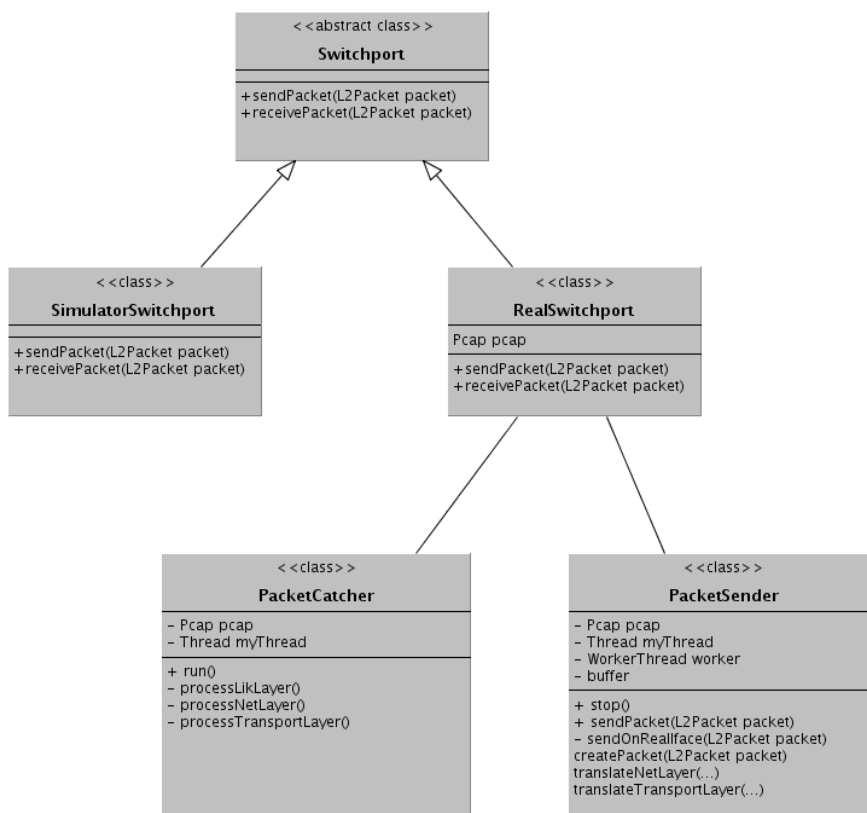 <<abstract class>>
Switchport
+sendPacket(L2Packet packet)
+receivePacket(L2Packet packet)
<<class>>
SimulatorSwitchport
+sendPacket(L2Packet packet)
+receivePacket(L2Packet packet)
<<class>>
RealSwitchport
Pcap pcap
+sendPacket(L2Packet packet)
+receivePacket(L2Packet packet)
<<class>>
PacketCatcher
- Pcap pcap
- Thread myThread
+ run()
- processLikLayer()
- processNetLayer()
- processTransportLayer()
<<class>>
PacketSender
- Pcap pcap
- Thread myThread
- WorkerThread worker
- buffer
+ stop()
+ sendPacket(L2Packet packet)
- sendOnRealIface(L2Packet packet)
createPacket(L2Packet packet)
translateNetLayer(...)
translateTransportLayer(...)